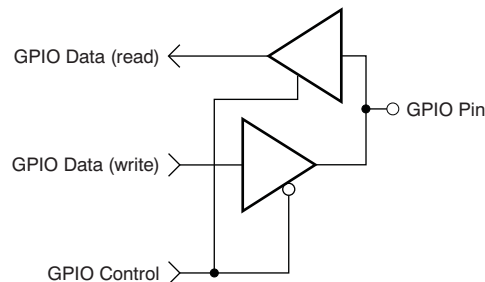 GPIO Data (read)
GPIO Pin
GPIO Data (write)
GPIO Control